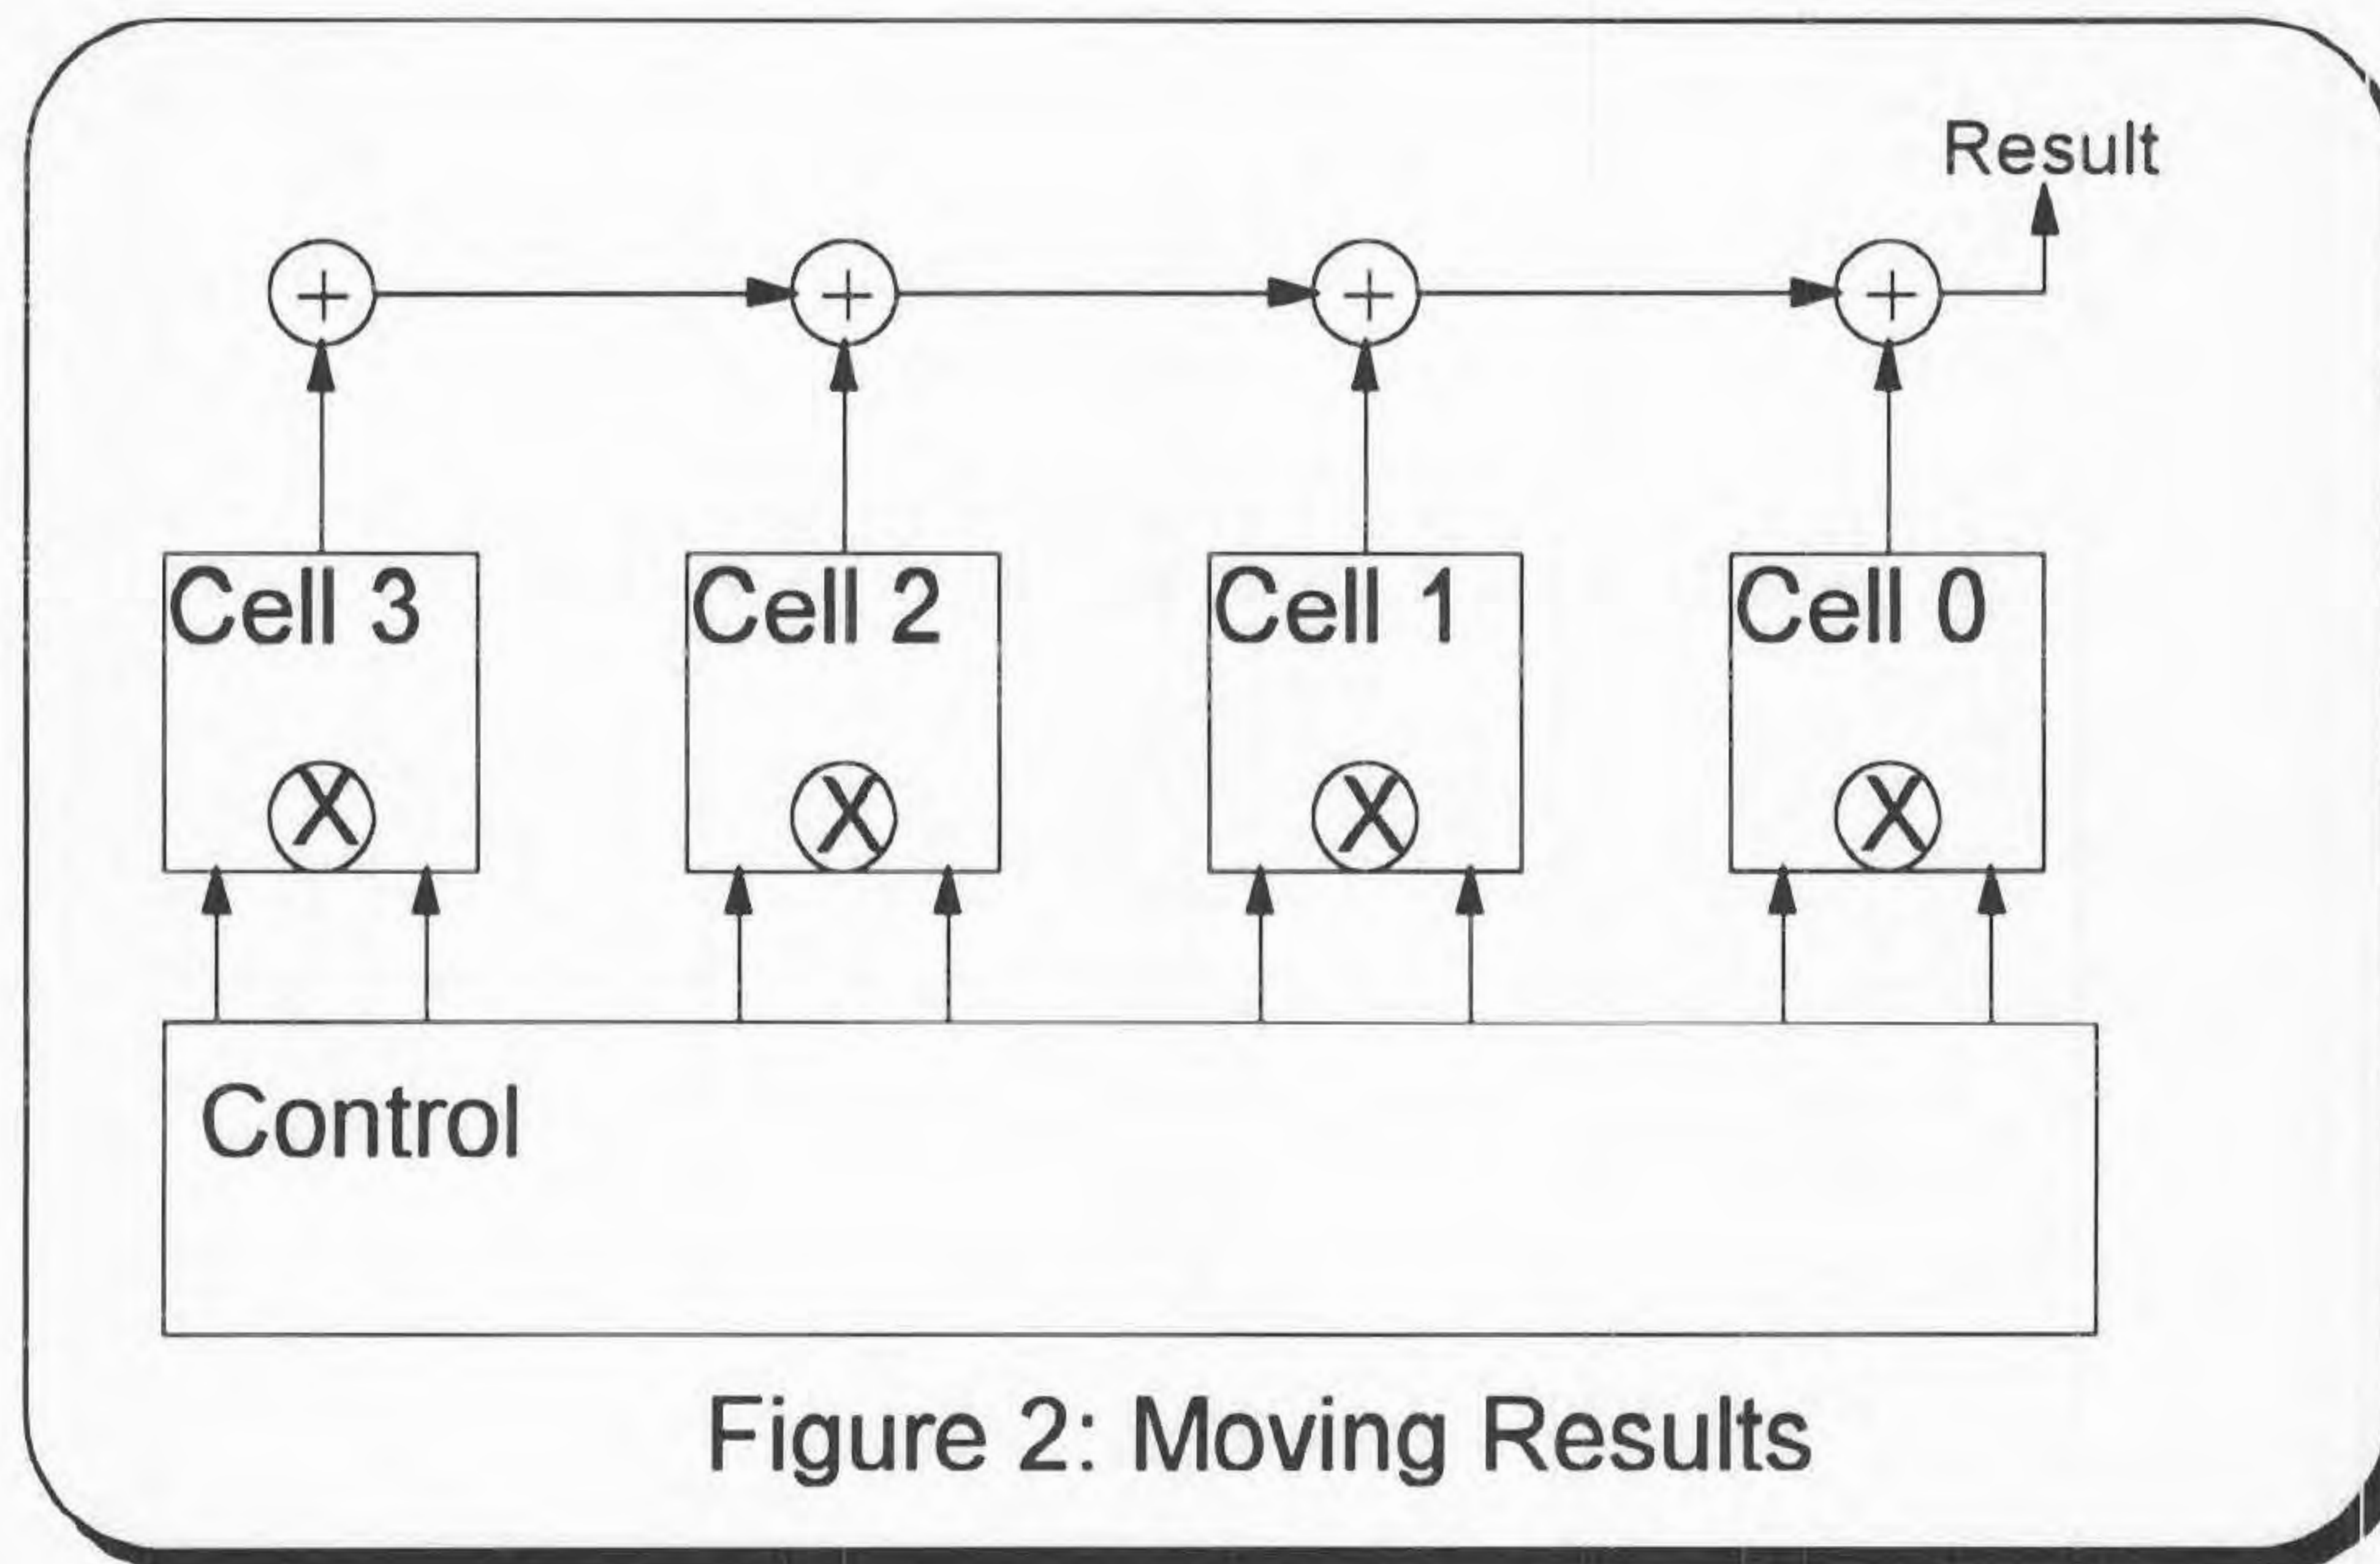 Result
+ + + +
Cell 3 Cell 2 Cell 1 Cell 0
X X X X
Control
Figure 2: Moving Results